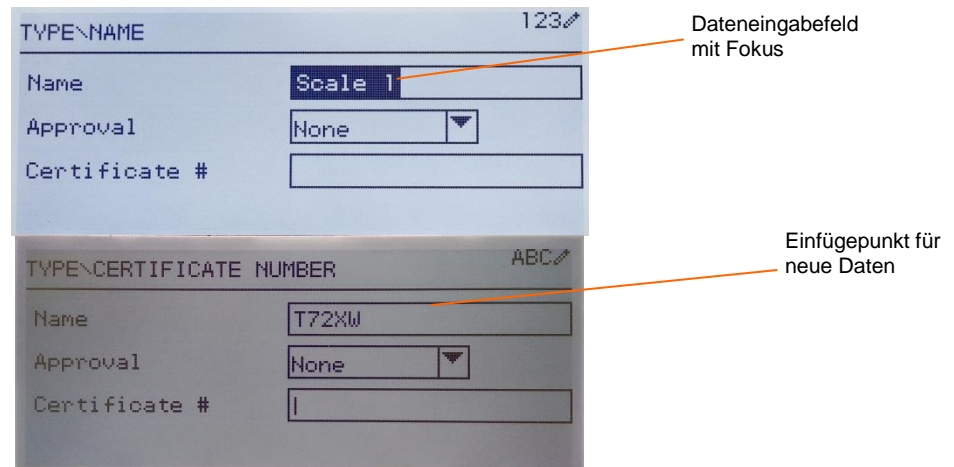 TYPE\NAME 123
Name Scale 1
Approval None
Certificate #
Dateneingabefeld
mit Fokus
TYPE\CERTIFICATE NUMBER ABC
Name T72XW
Approval None
Certificate #
Einfügepunkt für
neue Daten